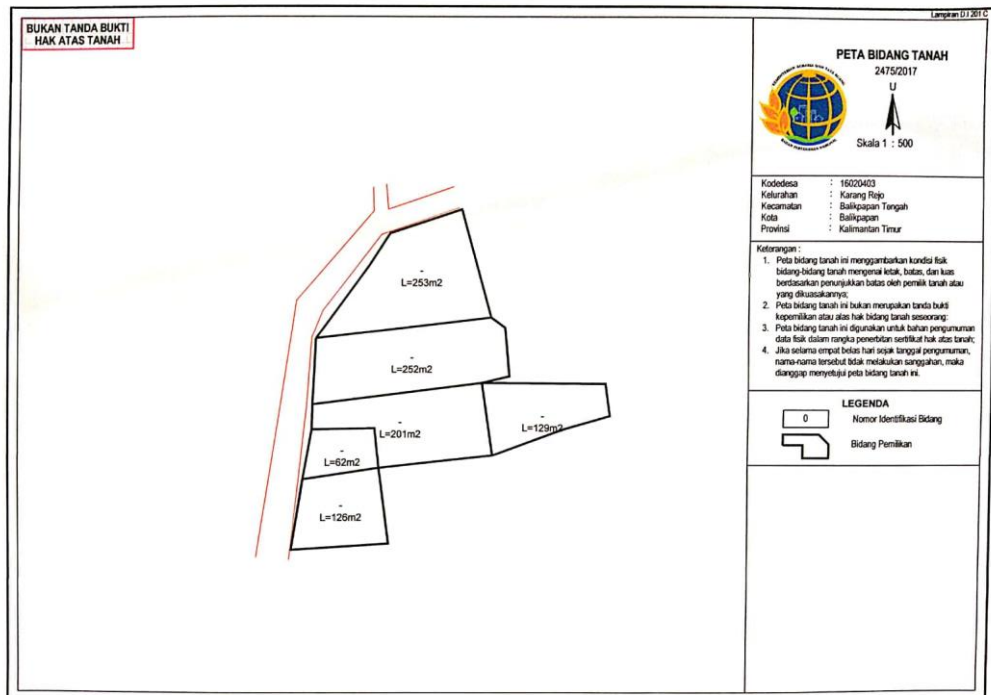 Lampiran D.I 201 C
BUKAN TANDA BUKTI
HAK ATAS TANAH
PETA BIDANG TANAH
2475/2017
U
Skala 1 : 500
Kodedesa : 16020403
Kelurahan : Karang Rejo
Kecamatan : Balikpapan Tengah
Kota : Balikpapan
Provinsi : Kalimantan Timur
Keterangan :
1. Peta bidang tanah ini menggambarkan kondisi fisik
bidang-bidang tanah mengenai letak, batas, dan luas
berdasarkan penunjukkan batas oleh pemilik tanah atau
yang dikuasakannya;
2. Peta bidang tanah ini bukan merupakan tanda bukti
kepemilikan atau alas hak bidang tanah seseorang:
3. Peta bidang tanah ini digunakan untuk bahan pengumuman
data fisik dalam rangka penerbitan sertifikat hak atas tanah;
4. Jika selama empat belas hari sejak tanggal pengumuman,
nama-nama tersebut tidak melakukan sanggahan, maka
dianggap menyetujui peta bidang tanah ini.
LEGENDA
0 Nomor Identifikasi Bidang
Bidang Pemilikan
-
L=253m2
-
L=252m2
-
L=201m2
-
L=129m2
-
L=62m2
-
L=126m2